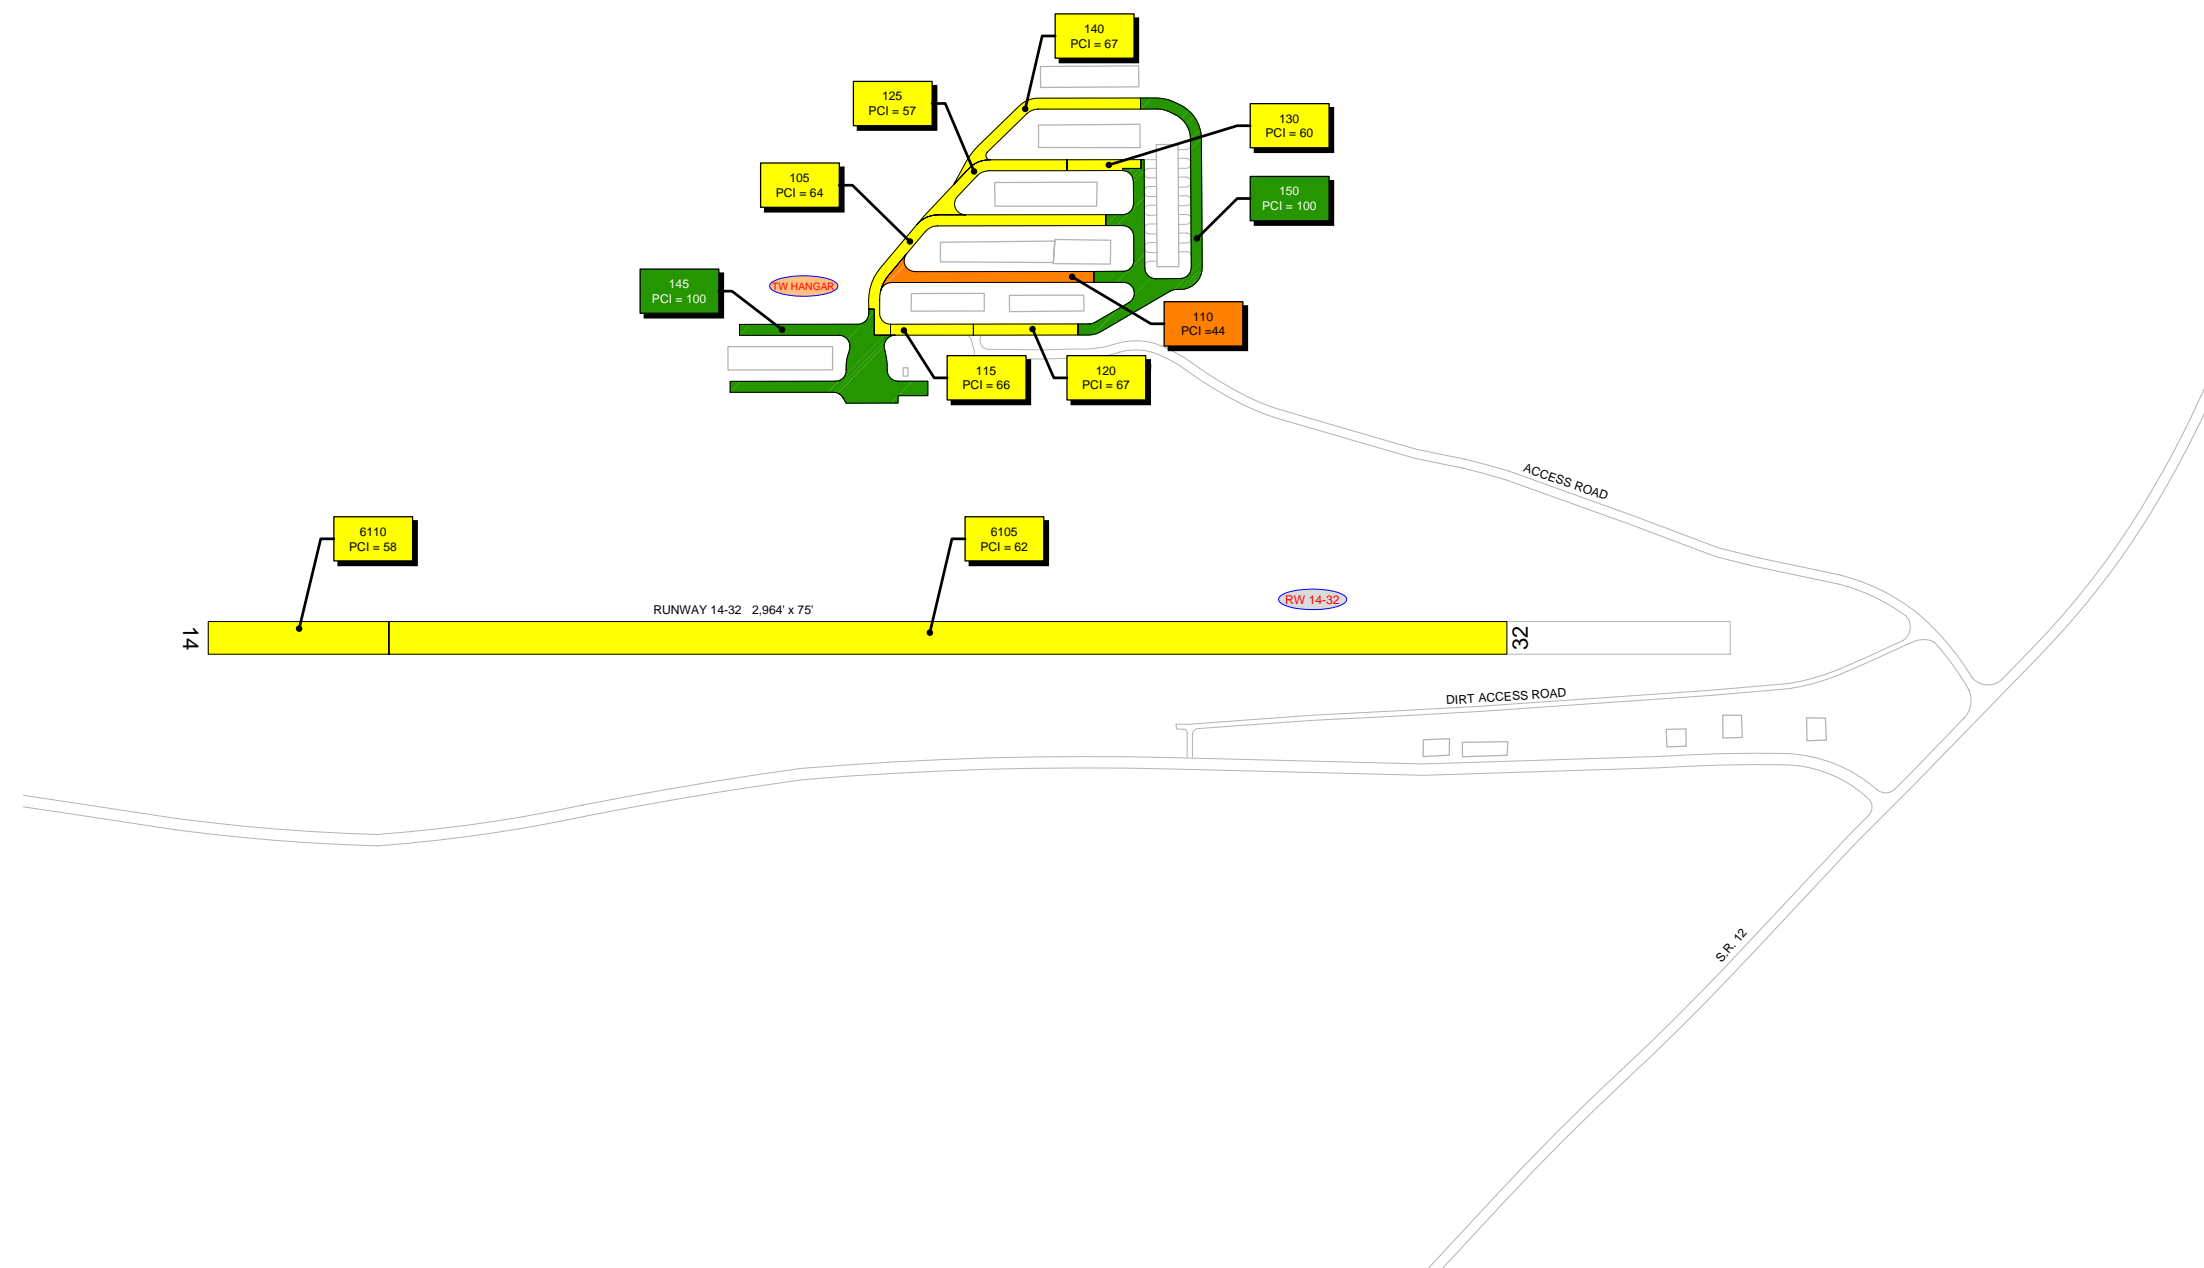 140
PCI = 67
125
PCI = 57
130
PCI = 60
105
PCI = 64
150
PCI = 100
145
PCI = 100
TW HANGAR
110
PCI =44
115
PCI = 66
120
PCI = 67
ACCESS ROAD
6110
PCI = 58
6105
PCI = 62
RW 14-32
RUNWAY 14-32   2,964' x 75'
14
32
DIRT ACCESS ROAD
S.R. 12